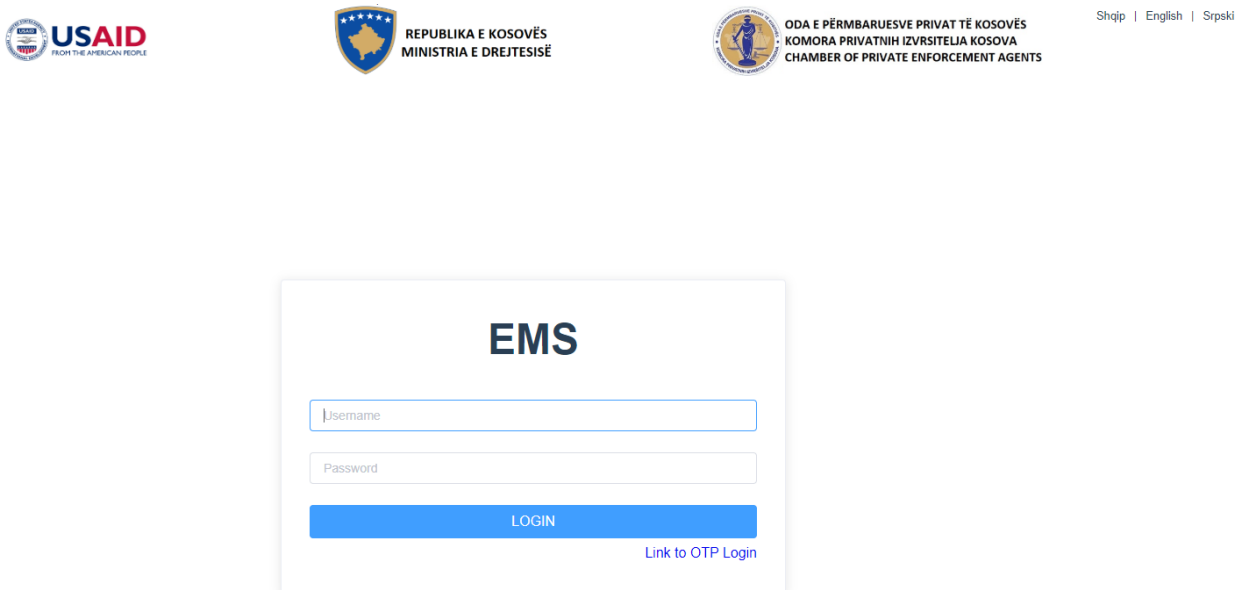 USAID
FROM THE AMERICAN PEOPLE
REPUBLIKA E KOSOVËS
MINISTRIA E DREJTESISË
ODA E PËRMBARUESVE PRIVAT TË KOSOVËS
KOMORA PRIVATNIH IZVRSITELJA KOSOVA
CHAMBER OF PRIVATE ENFORCEMENT AGENTS
Shqip | English | Srpski
EMS
Username
Password
LOGIN
Link to OTP Login